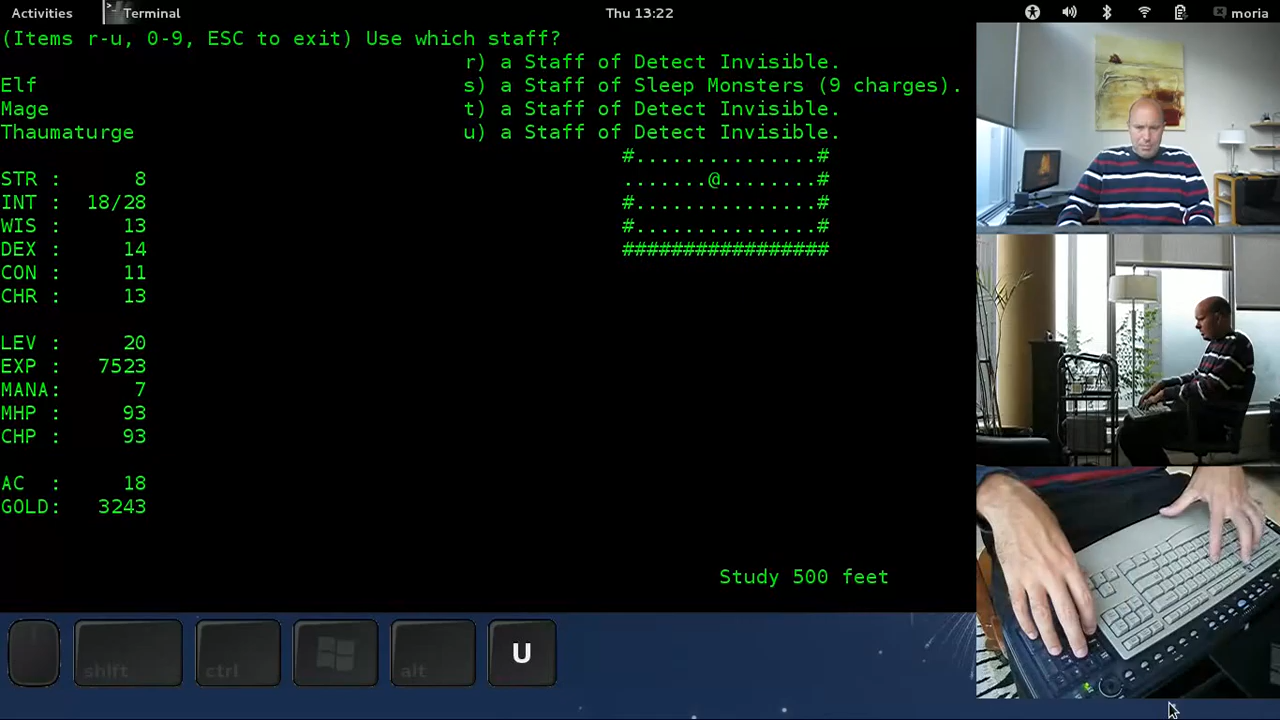 Activities Terminal Thu 13:22 moria
(Items r-u, 0-9, ESC to exit) Use which staff?
r) a Staff of Detect Invisible.
Elf s) a Staff of Sleep Monsters (9 charges).
Mage t) a Staff of Detect Invisible.
Thaumaturge u) a Staff of Detect Invisible.
#..............#
STR : 8 .......@........#
INT : 18/28 #...............#
WIS : 13 #...............#
DEX : 14 #################
CON : 11
CHR : 13
LEV : 20
EXP : 7523
MANA: 7
MHP : 93
CHP : 93
AC : 18
GOLD: 3243
Study 500 feet
shift ctrl alt U